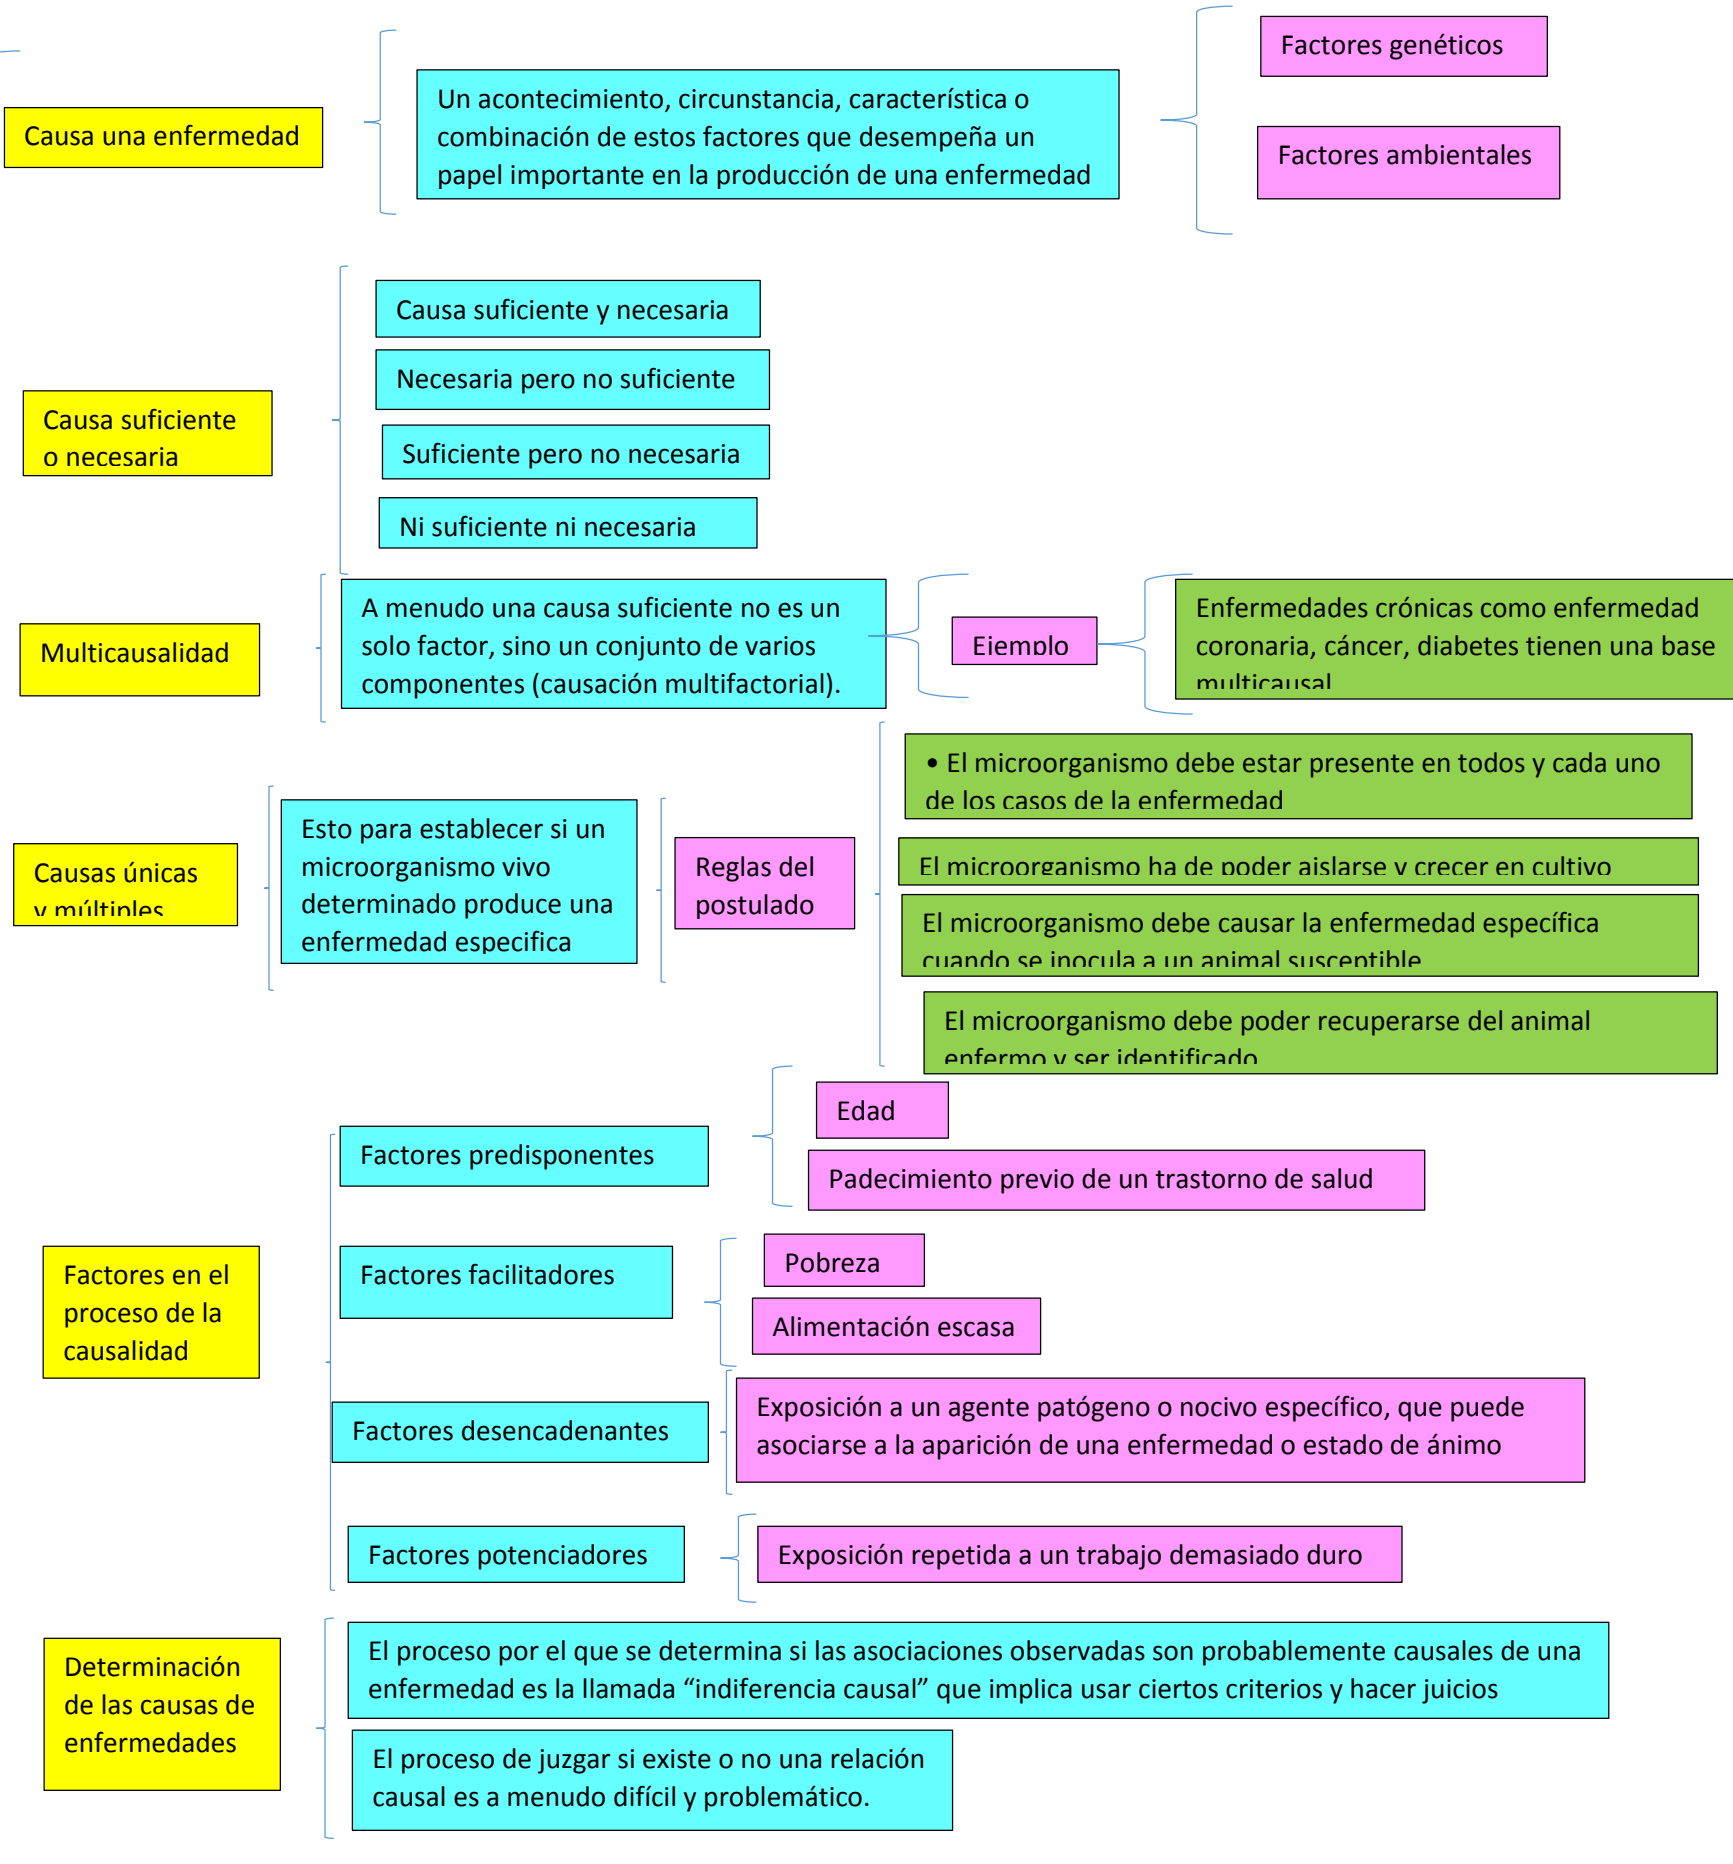 Causa una enfermedad
Un acontecimiento, circunstancia, característica o
combinación de estos factores que desempeña un
papel importante en la producción de una enfermedad
Factores genéticos
Factores ambientales
Causa suficiente
o necesaria
Causa suficiente y necesaria
Necesaria pero no suficiente
Suficiente pero no necesaria
Ni suficiente ni necesaria
Multicausalidad
A menudo una causa suficiente no es un
solo factor, sino un conjunto de varios
componentes (causación multifactorial).
Ejemplo
Enfermedades crónicas como enfermedad
coronaria, cáncer, diabetes tienen una base
multicausal
Causas únicas
y múltiples
Esto para establecer si un
microorganismo vivo
determinado produce una
enfermedad especifica
Reglas del
postulado
• El microorganismo debe estar presente en todos y cada uno
de los casos de la enfermedad
El microorganismo ha de poder aislarse y crecer en cultivo
El microorganismo debe causar la enfermedad específica
cuando se inocula a un animal susceptible
El microorganismo debe poder recuperarse del animal
enfermo y ser identificado
Factores en el
proceso de la
causalidad
Factores predisponentes
Edad
Padecimiento previo de un trastorno de salud
Factores facilitadores
Pobreza
Alimentación escasa
Factores desencadenantes
Exposición a un agente patógeno o nocivo específico, que puede
asociarse a la aparición de una enfermedad o estado de ánimo
Factores potenciadores
Exposición repetida a un trabajo demasiado duro
Determinación
de las causas de
enfermedades
El proceso por el que se determina si las asociaciones observadas son probablemente causales de una
enfermedad es la llamada “indiferencia causal” que implica usar ciertos criterios y hacer juicios
El proceso de juzgar si existe o no una relación
causal es a menudo difícil y problemático.